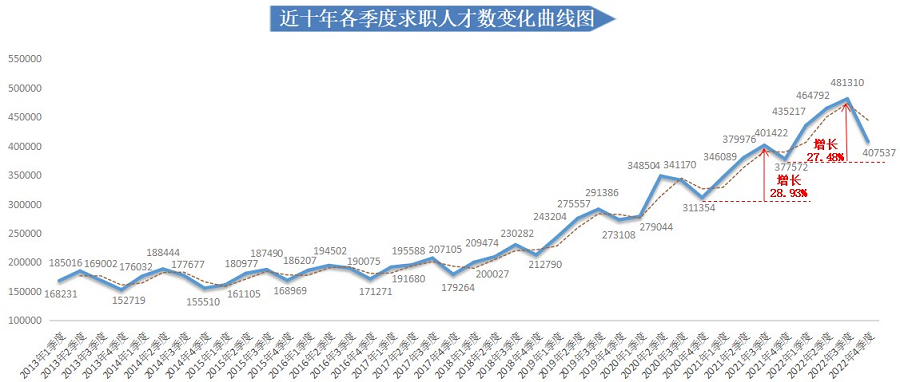 近十年各季度求职人才数变化曲线图
550000
500000
450000
400000
350000
300000
250000
200000
150000
100000
168231
185016
169002
152719
176032
188444
177677
155510
161105
180977
187490
168969
186207
194502
190075
171271
191680
195588
207105
179264
200027
209474
230282
212790
243204
275557
291386
273108
279044
348504
341170
311354
346089
379976
401422
377572
435217
464792
481310
407537
增长
28.93%
增长
27.48%
2013年1季度
2013年2季度
2013年3季度
2013年4季度
2014年1季度
2014年2季度
2014年3季度
2014年4季度
2015年1季度
2015年2季度
2015年3季度
2015年4季度
2016年1季度
2016年2季度
2016年3季度
2016年4季度
2017年1季度
2017年2季度
2017年3季度
2017年4季度
2018年1季度
2018年2季度
2018年3季度
2018年4季度
2019年1季度
2019年2季度
2019年3季度
2019年4季度
2020年1季度
2020年2季度
2020年3季度
2020年4季度
2021年1季度
2021年2季度
2021年3季度
2021年4季度
2022年1季度
2022年2季度
2022年3季度
2022年4季度